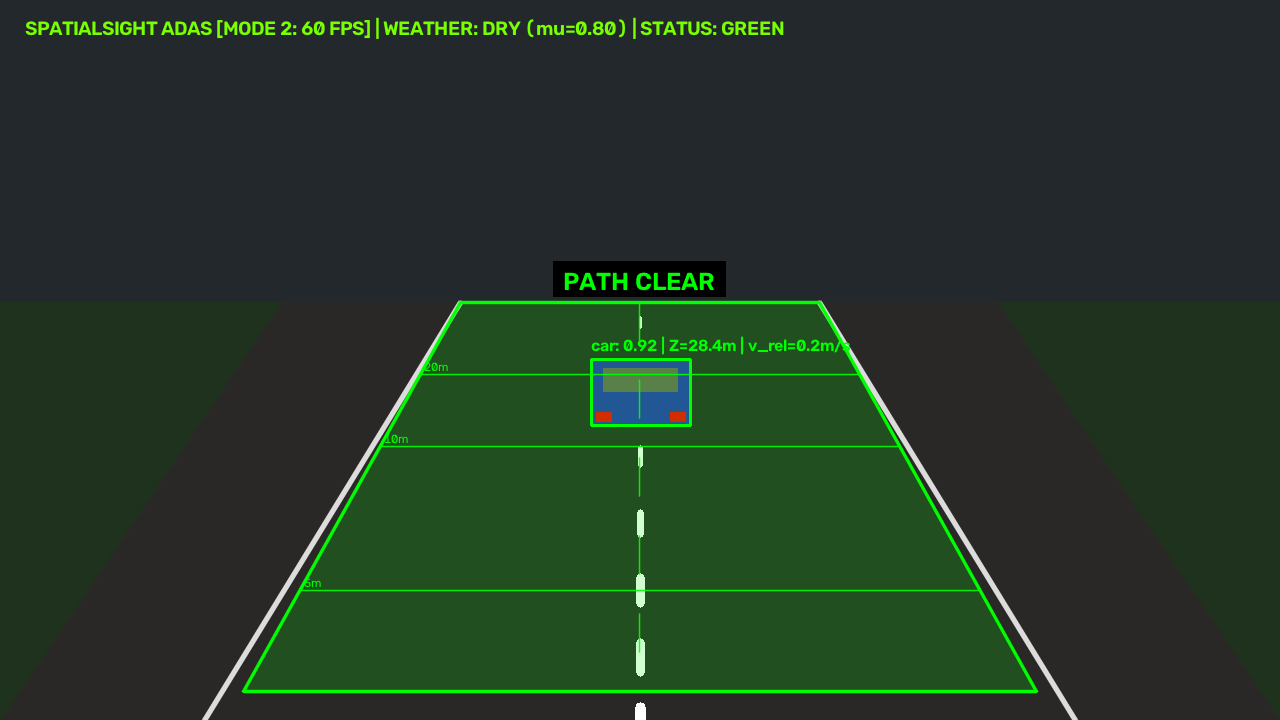 SPATIALSIGHT ADAS [MODE 2: 60 FPS] | WEATHER: DRY (mu=0.80) | STATUS: GREEN
PATH CLEAR
car: 0.92 | Z=28.4m | v_rel=0.2m/s
20m
10m
5m